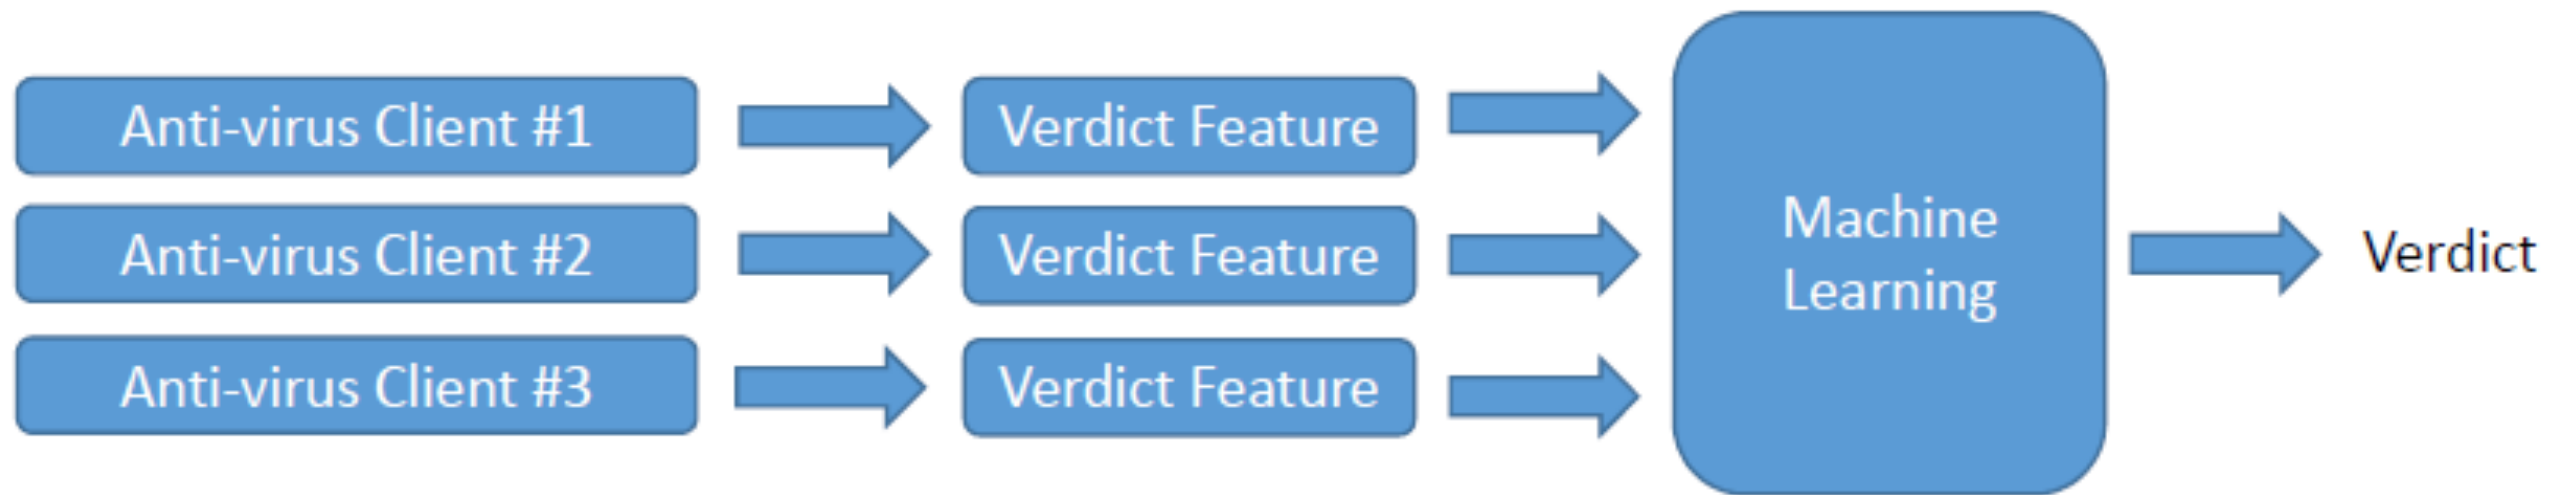 Anti-virus Client #1
Verdict Feature
Anti-virus Client #2
Verdict Feature
Anti-virus Client #3
Verdict Feature
Machine
Learning
Verdict